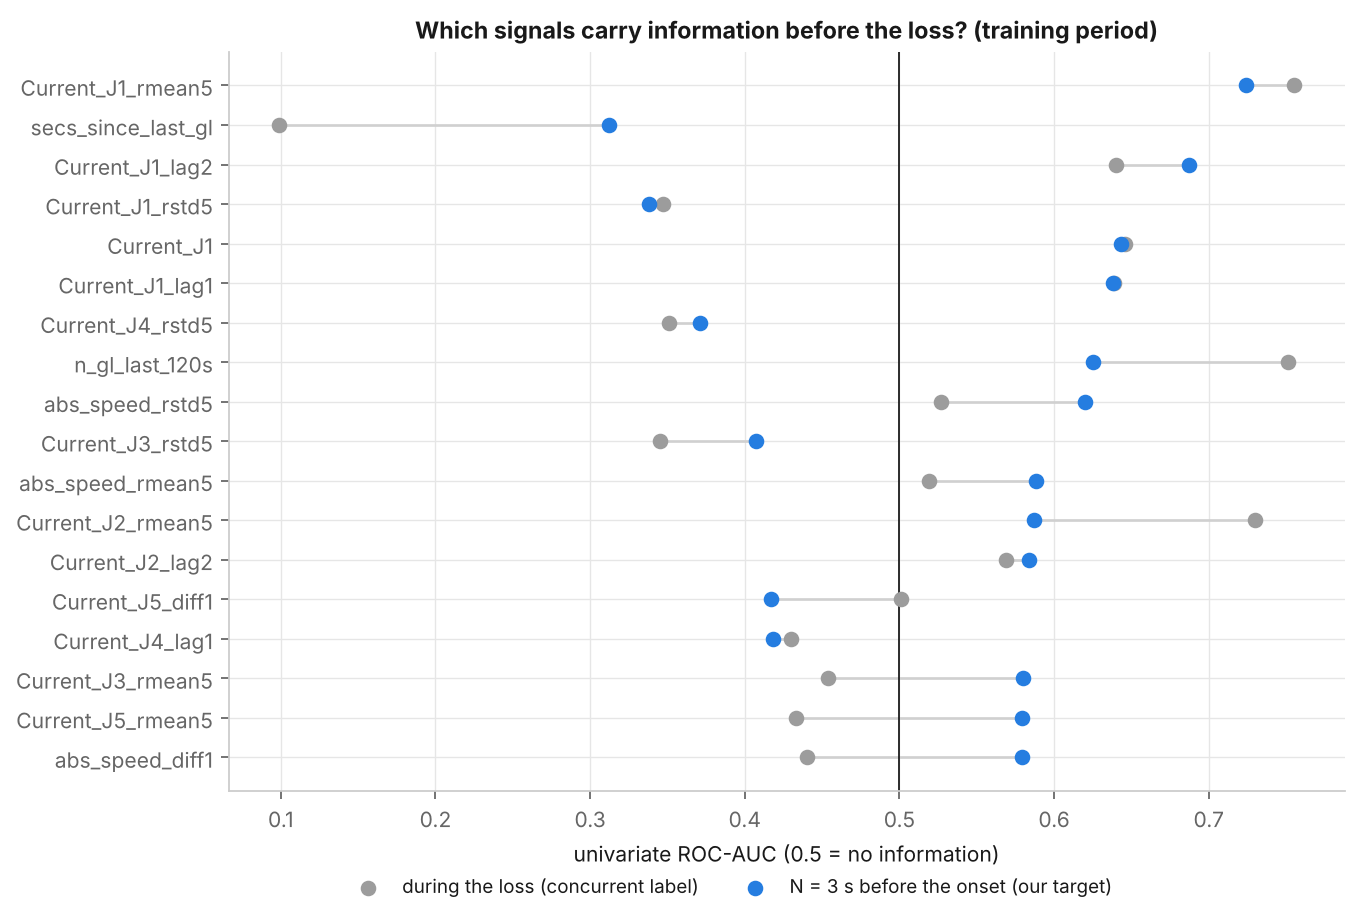 Which signals carry information before the loss? (training period)
Current_J1_rmean5
secs_since_last_gl
Current_J1_lag2
Current_J1_rstd5
Current_J1
Current_J1_lag1
Current_J4_rstd5
n_gl_last_120s
abs_speed_rstd5
Current_J3_rstd5
abs_speed_rmean5
Current_J2_rmean5
Current_J2_lag2
Current_J5_diff1
Current_J4_lag1
Current_J3_rmean5
Current_J5_rmean5
abs_speed_diff1
0.1 0.2 0.3 0.4 0.5 0.6 0.7
univariate ROC-AUC (0.5 = no information)
during the loss (concurrent label) N = 3 s before the onset (our target)